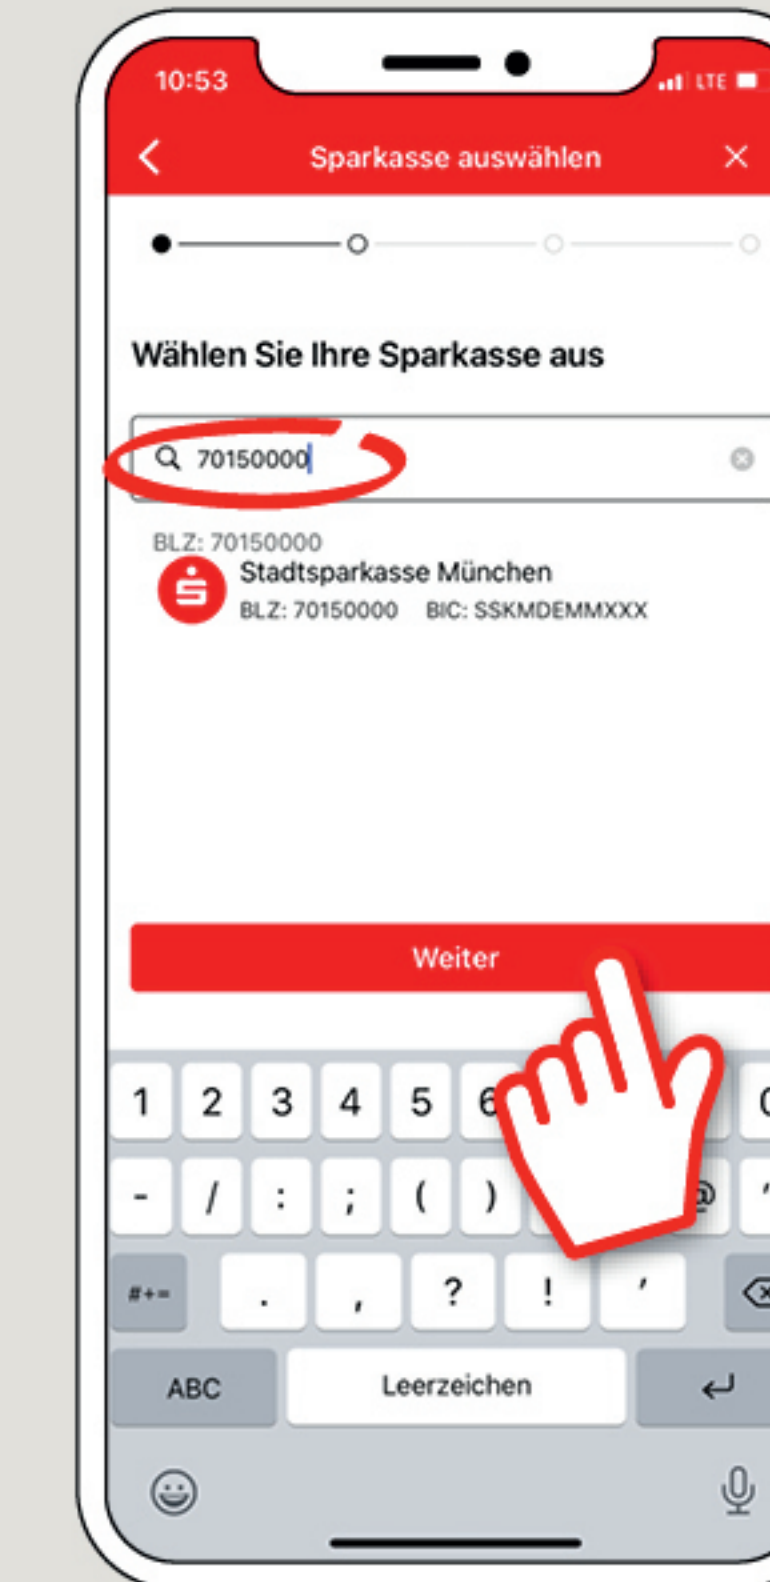 10:53 LTE
Sparkasse auswählen
Wählen Sie Ihre Sparkasse aus
70150000
BLZ: 70150000
Stadtsparkasse München
BLZ: 70150000 BIC: SSKMDEMMXXX
Weiter
1 2 3 4 5 6
- / : ; ( ) @
#+= . , ? ! '
ABC Leerzeichen